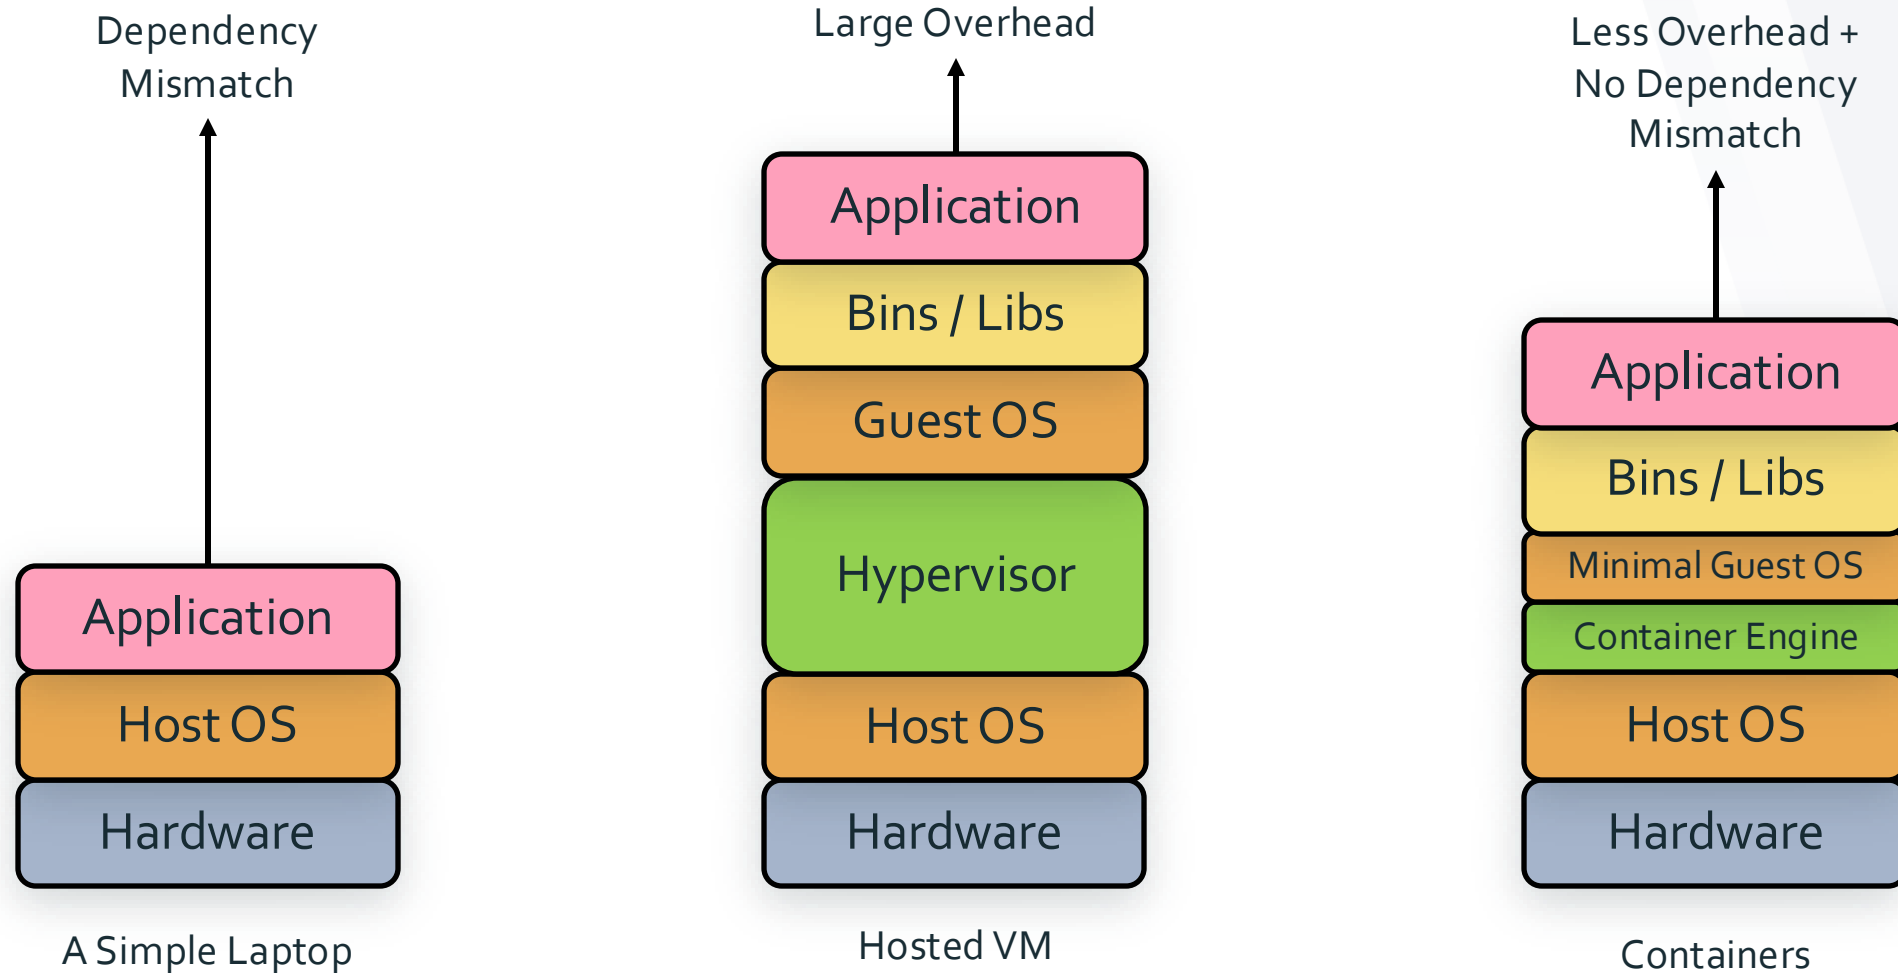 Dependency
Mismatch
Application
Host OS
Hardware
A Simple Laptop
Large Overhead
Application
Bins / Libs
Guest OS
Hypervisor
Host OS
Hardware
Hosted VM
Less Overhead +
No Dependency
Mismatch
Application
Bins / Libs
Minimal Guest OS
Container Engine
Host OS
Hardware
Containers